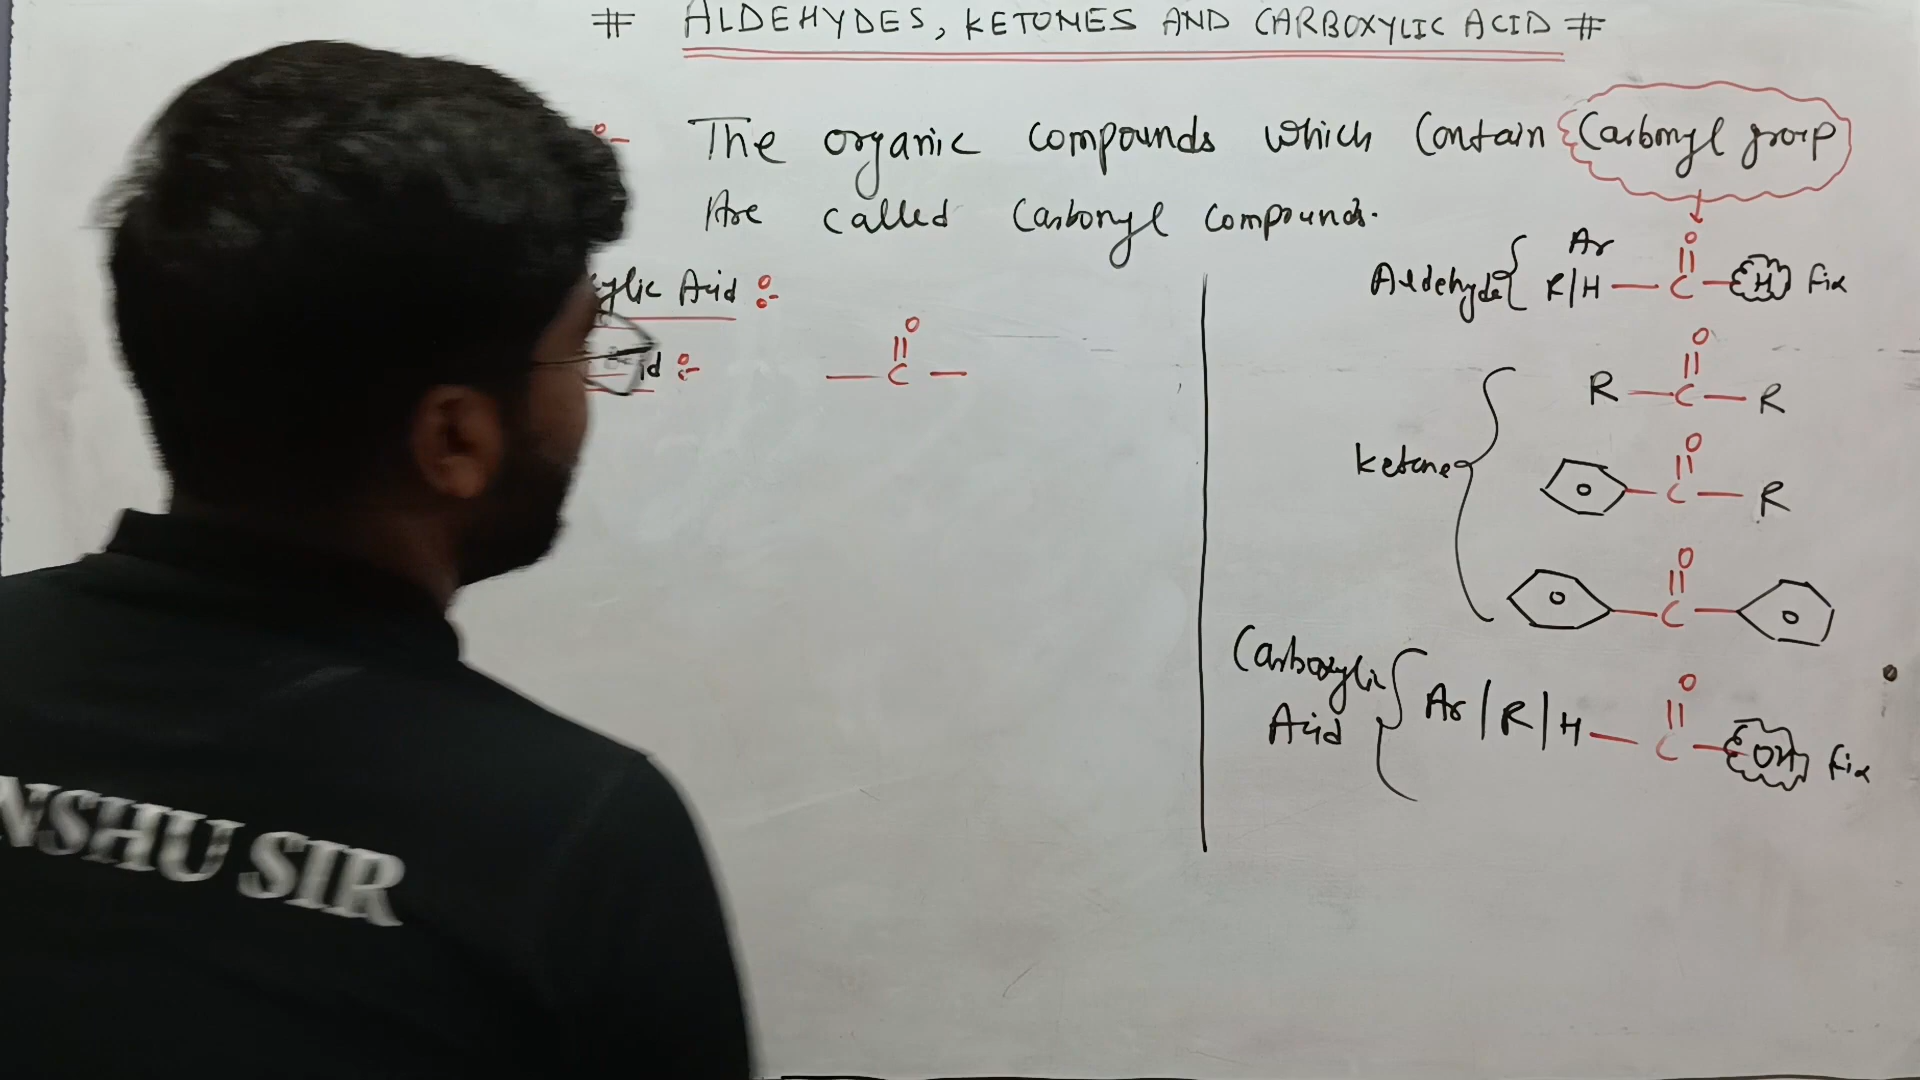 # ALDEHYDES, KETONES AND CARBOXYLIC ACID #
The organic compounds which contain Carbonyl group
Are called Carbonyl compounds.
ylic Acid :-
id :-
O
— C —
Aldehyde { Ar
R/H — C — H fix
O
R — C — R
O
Ketone {
O
C — R
O
C
O
Carboxylic
Acid { Ar | R | H — C — OH fix
O
NSHU SIR